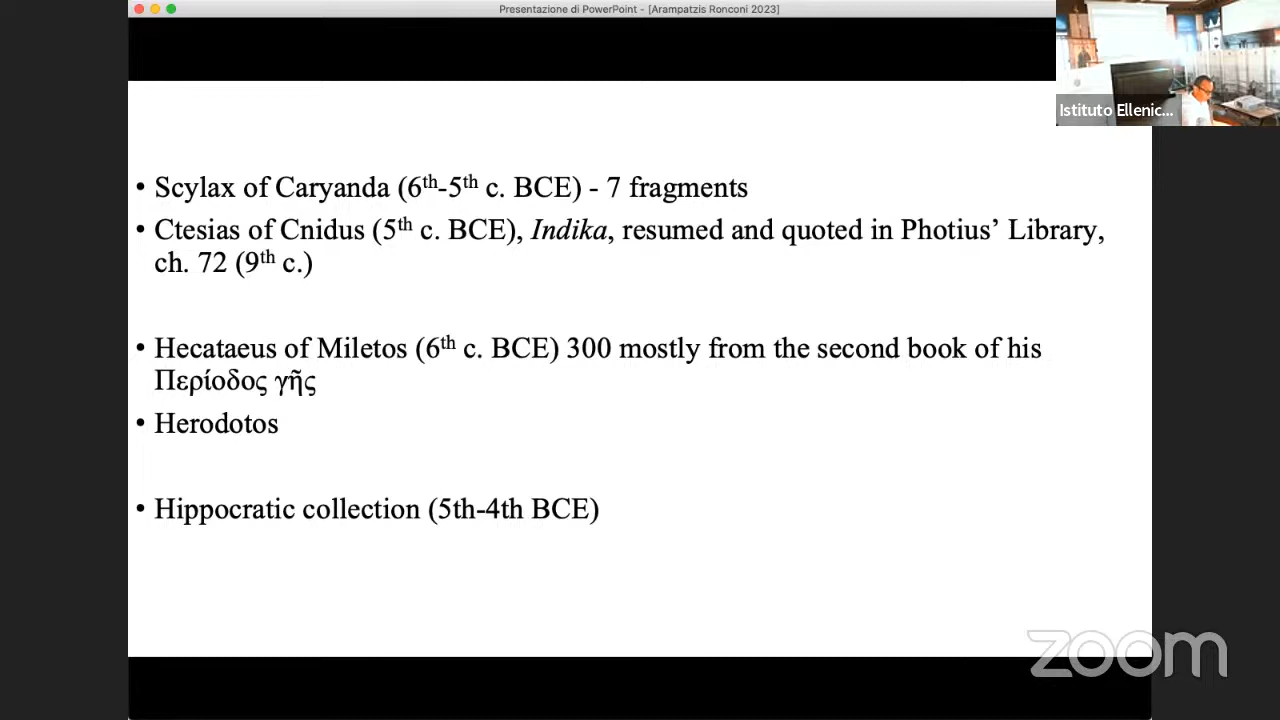 Presentazione di PowerPoint - [Arampatzis Ronconi 2023]
Istituto Ellenic...
• Scylax of Caryanda (6th-5th c. BCE) - 7 fragments
• Ctesias of Cnidus (5th c. BCE), Indika, resumed and quoted in Photius’ Library,
ch. 72 (9th c.)
• Hecataeus of Miletos (6th c. BCE) 300 mostly from the second book of his
Περίοδος γῆς
• Herodotos
• Hippocratic collection (5th-4th BCE)
zoom